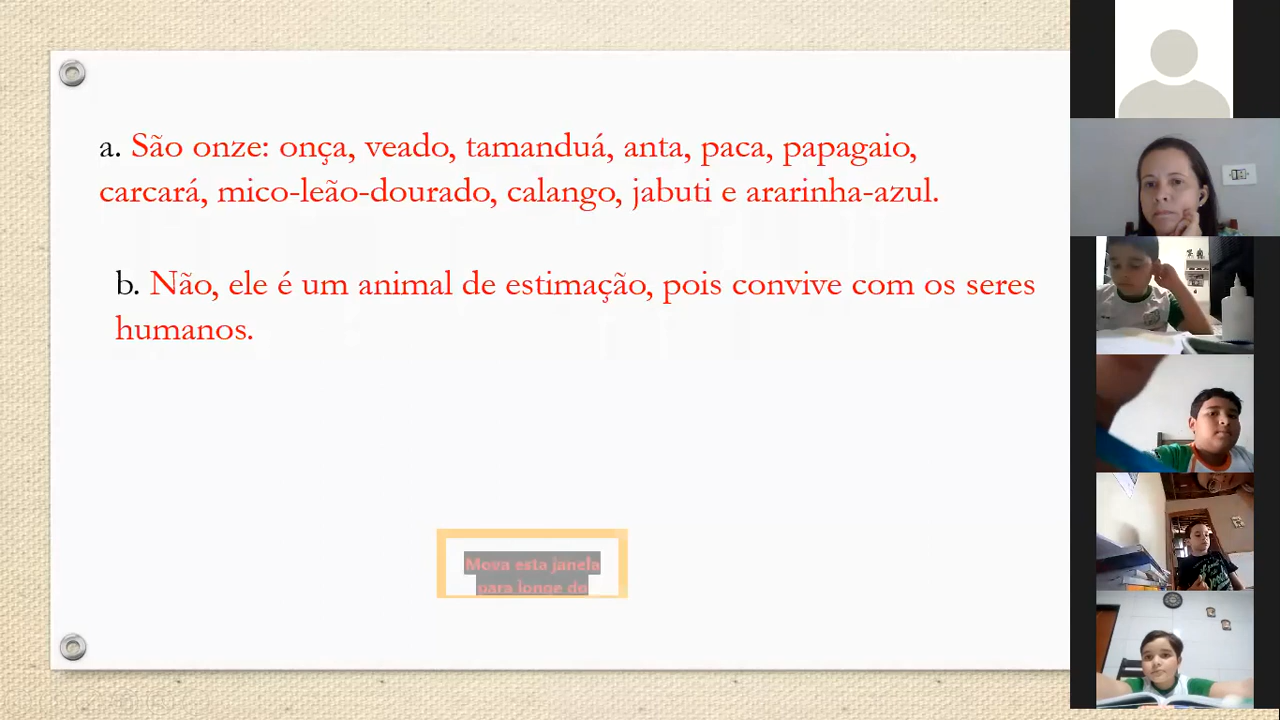 a. São onze: onça, veado, tamanduá, anta, paca, papagaio,
carcará, mico-leão-dourado, calango, jabuti e ararinha-azul.
b. Não, ele é um animal de estimação, pois convive com os seres
humanos.
Mova esta janela
para longe do